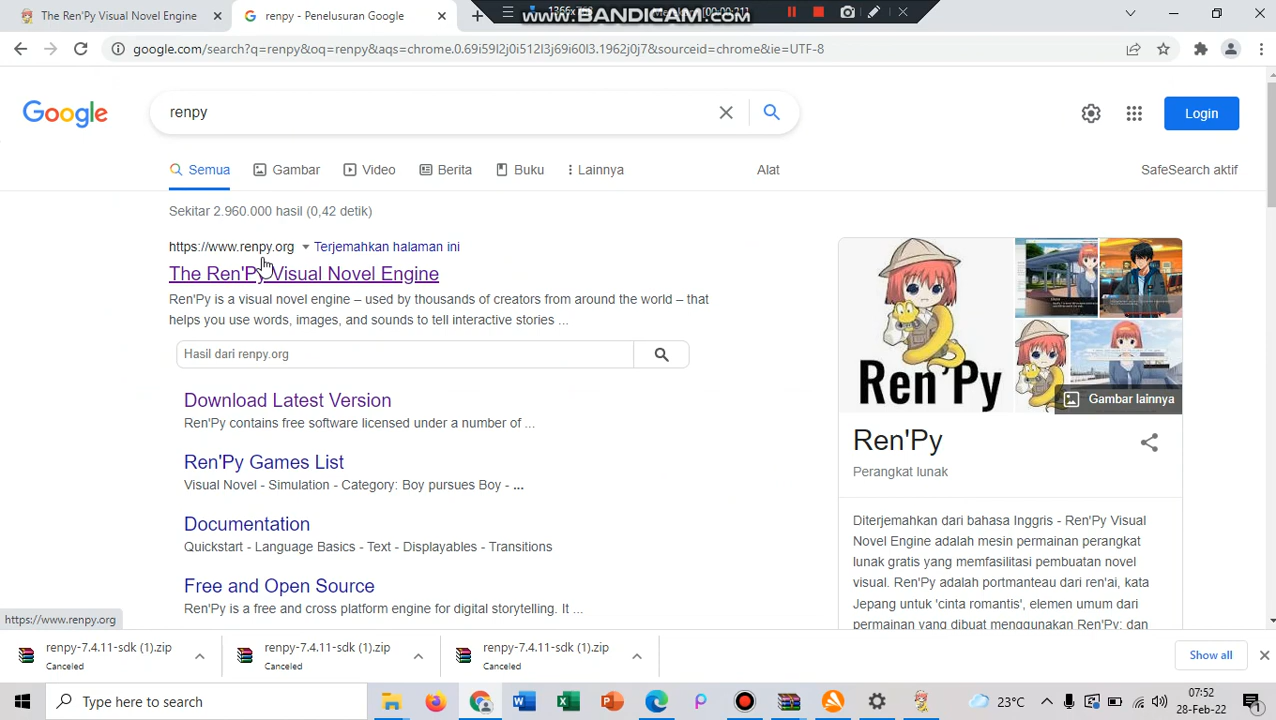 The Ren'Py Visual Novel Engine
renpy - Penelusuran Google
1366x768
www.BANDICAM.com
google.com/search?q=renpy&oq=renpy&aqs=chrome.0.69i59l2j0i512l3j69i60l3.1962j0j7&sourceid=chrome&ie=UTF-8
Google
renpy
Login
Semua
Gambar
Video
Berita
Buku
Lainnya
Alat
SafeSearch aktif
Sekitar 2.960.000 hasil (0,42 detik)
https://www.renpy.org
Terjemahkan halaman ini
The Ren'Py Visual Novel Engine
Ren'Py is a visual novel engine – used by thousands of creators from around the world – that
helps you use words, images, and sounds to tell interactive stories ...
Hasil dari renpy.org
Download Latest Version
Ren'Py contains free software licensed under a number of ...
Ren'Py Games List
Visual Novel - Simulation - Category: Boy pursues Boy - ...
Documentation
Quickstart - Language Basics - Text - Displayables - Transitions
Free and Open Source
Ren'Py is a free and cross platform engine for digital storytelling. It ...
Ren'Py
Gambar lainnya
Ren'Py
Perangkat lunak
Diterjemahkan dari bahasa Inggris - Ren'Py Visual
Novel Engine adalah mesin permainan perangkat
lunak gratis yang memfasilitasi pembuatan novel
visual. Ren'Py adalah portmanteau dari ren'ai, kata
Jepang untuk 'cinta romantis', elemen umum dari
permainan yang dibuat menggunakan Ren'Py; dan
https://www.renpy.org
renpy-7.4.11-sdk (1).zip
Canceled
renpy-7.4.11-sdk (1).zip
Canceled
renpy-7.4.11-sdk (1).zip
Canceled
Show all
Type here to search
23°C
07:52
28-Feb-22